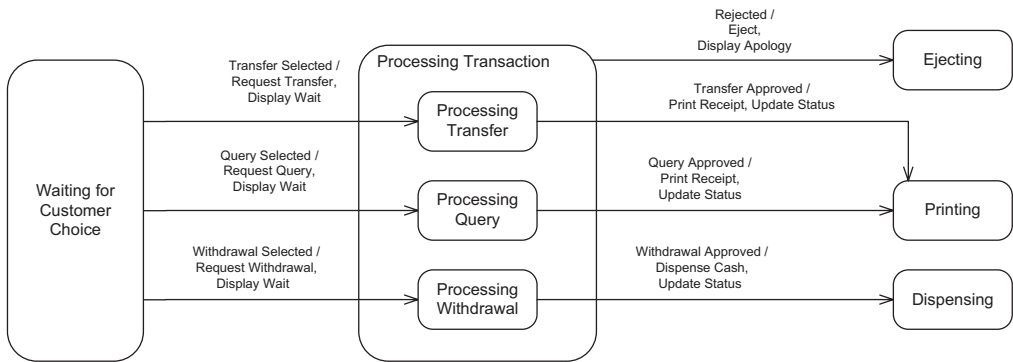 Waiting for
Customer
Choice
Transfer Selected /
Request Transfer,
Display Wait
Query Selected /
Request Query,
Display Wait
Withdrawal Selected /
Request Withdrawal,
Display Wait
Processing Transaction
Processing
Transfer
Processing
Query
Processing
Withdrawal
Rejected /
Eject,
Display Apology
Transfer Approved /
Print Receipt, Update Status
Query Approved /
Print Receipt,
Update Status
Withdrawal Approved /
Dispense Cash,
Update Status
Ejecting
Printing
Dispensing